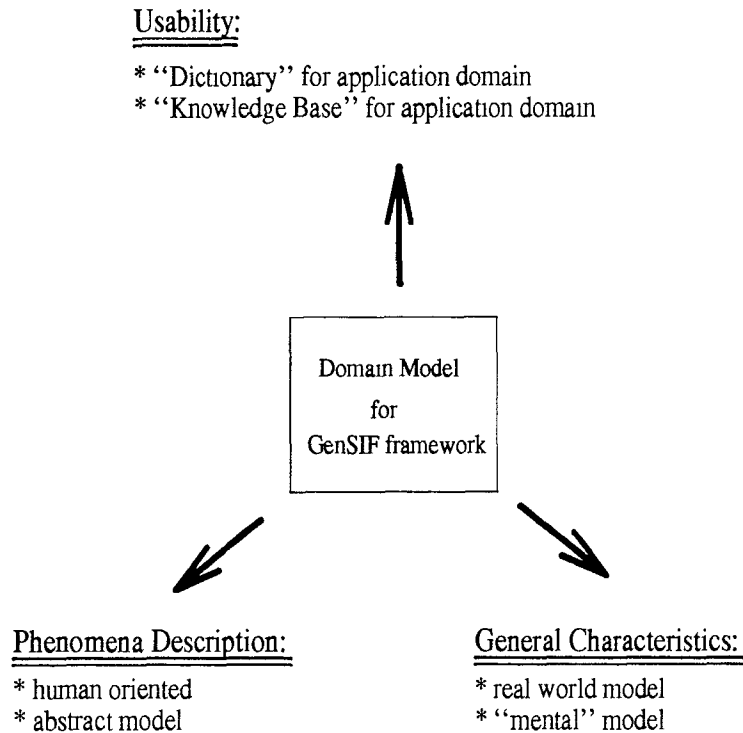 Usability:
* “Dictionary” for application domain
* “Knowledge Base” for application domain
Domain Model
for
GenSIF framework
Phenomena Description:
* human oriented
* abstract model
General Characteristics:
* real world model
* “mental” model